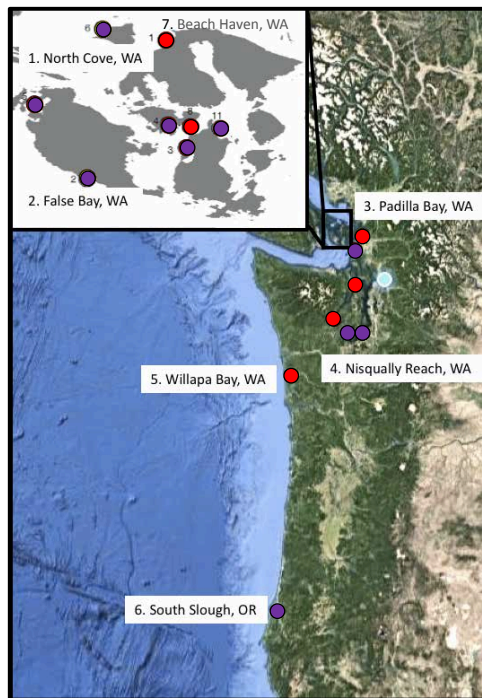 7. Beach Haven, WA
6
1
1. North Cove, WA
4
8
11
3
2
2. False Bay, WA
3. Padilla Bay, WA
4. Nisqually Reach, WA
5. Willapa Bay, WA
6. South Slough, OR